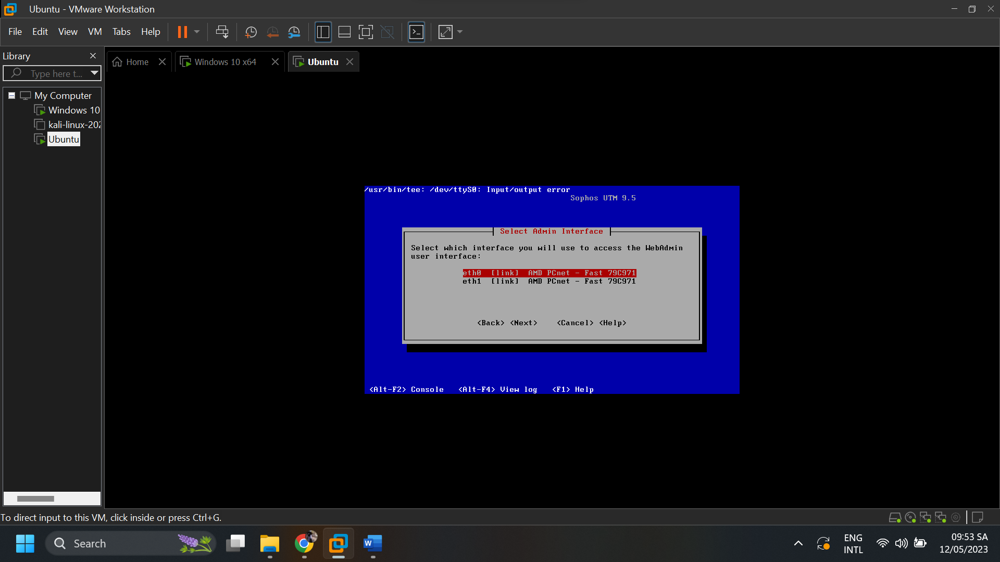 Ubuntu - VMware Workstation
File Edit View VM Tabs Help
Library
Type here t...
My Computer
Windows 10
kali-linux-202
Ubuntu
Home
Windows 10 x64
Ubuntu
/usr/bin/tee: /dev/ttyS0: Input/output error
Sophos UTM 9.5
Select Admin Interface
Select which interface you will use to access the WebAdmin
user interface:
eth0 [link] AMD PCnet - Fast 79C971
eth1 [link] AMD PCnet - Fast 79C971
<Back> <Next> <Cancel> <Help>
<Alt-F2> Console <Alt-F4> View log <F1> Help
To direct input to this VM, click inside or press Ctrl+G.
Search
W
ENG
INTL
09:53 SA
12/05/2023